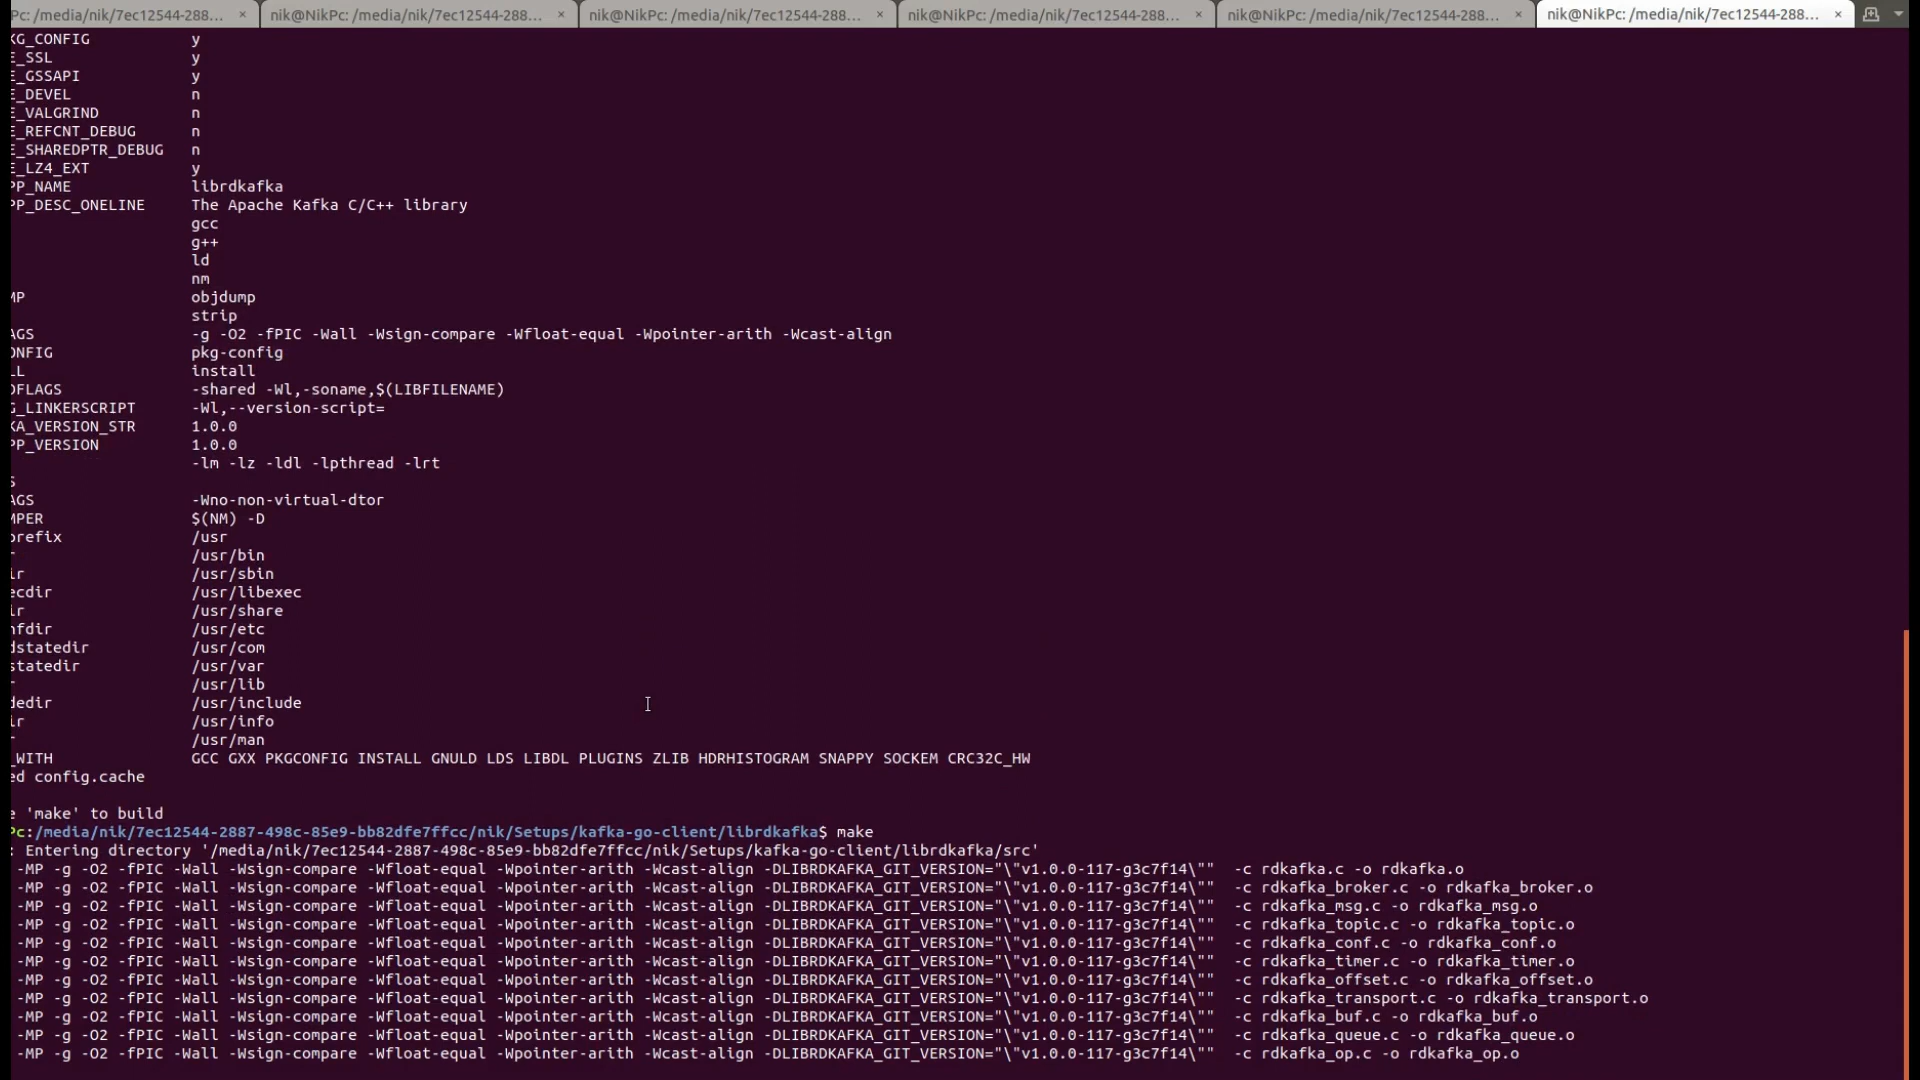 Pc: /media/nik/7ec12544-288... × nik@NikPc: /media/nik/7ec12544-288... × nik@NikPc: /media/nik/7ec12544-288... × nik@NikPc: /media/nik/7ec12544-288... × nik@NikPc: /media/nik/7ec12544-288... × nik@NikPc: /media/nik/7ec12544-288... ×
KG_CONFIG y
E_SSL y
E_GSSAPI y
E_DEVEL n
E_VALGRIND n
E_REFCNT_DEBUG n
E_SHAREDPTR_DEBUG n
E_LZ4_EXT y
PP_NAME librdkafka
PP_DESC_ONELINE The Apache Kafka C/C++ library
gcc
g++
ld
nm
MP objdump
strip
AGS -g -O2 -fPIC -Wall -Wsign-compare -Wfloat-equal -Wpointer-arith -Wcast-align
ONFIG pkg-config
LL install
DFLAGS -shared -Wl,-soname,$(LIBFILENAME)
G_LINKERSCRIPT -Wl,--version-script=
KA_VERSION_STR 1.0.0
PP_VERSION 1.0.0
-lm -lz -ldl -lpthread -lrt
S
AGS -Wno-non-virtual-dtor
MPER $(NM) -D
prefix /usr
r /usr/bin
ir /usr/sbin
ecdir /usr/libexec
ir /usr/share
nfdir /usr/etc
dstatedir /usr/com
statedir /usr/var
r /usr/lib
dedir /usr/include
ir /usr/info
r /usr/man
_WITH GCC GXX PKGCONFIG INSTALL GNULD LDS LIBDL PLUGINS ZLIB HDRHISTOGRAM SNAPPY SOCKEM CRC32C_HW
ed config.cache
e 'make' to build
Pc:/media/nik/7ec12544-2887-498c-85e9-bb82dfe7ffcc/nik/Setups/kafka-go-client/librdkafka$ make
: Entering directory '/media/nik/7ec12544-2887-498c-85e9-bb82dfe7ffcc/nik/Setups/kafka-go-client/librdkafka/src'
-MP -g -O2 -fPIC -Wall -Wsign-compare -Wfloat-equal -Wpointer-arith -Wcast-align -DLIBRDKAFKA_GIT_VERSION="\"v1.0.0-117-g3c7f14\"" -c rdkafka.c -o rdkafka.o
-MP -g -O2 -fPIC -Wall -Wsign-compare -Wfloat-equal -Wpointer-arith -Wcast-align -DLIBRDKAFKA_GIT_VERSION="\"v1.0.0-117-g3c7f14\"" -c rdkafka_broker.c -o rdkafka_broker.o
-MP -g -O2 -fPIC -Wall -Wsign-compare -Wfloat-equal -Wpointer-arith -Wcast-align -DLIBRDKAFKA_GIT_VERSION="\"v1.0.0-117-g3c7f14\"" -c rdkafka_msg.c -o rdkafka_msg.o
-MP -g -O2 -fPIC -Wall -Wsign-compare -Wfloat-equal -Wpointer-arith -Wcast-align -DLIBRDKAFKA_GIT_VERSION="\"v1.0.0-117-g3c7f14\"" -c rdkafka_topic.c -o rdkafka_topic.o
-MP -g -O2 -fPIC -Wall -Wsign-compare -Wfloat-equal -Wpointer-arith -Wcast-align -DLIBRDKAFKA_GIT_VERSION="\"v1.0.0-117-g3c7f14\"" -c rdkafka_conf.c -o rdkafka_conf.o
-MP -g -O2 -fPIC -Wall -Wsign-compare -Wfloat-equal -Wpointer-arith -Wcast-align -DLIBRDKAFKA_GIT_VERSION="\"v1.0.0-117-g3c7f14\"" -c rdkafka_timer.c -o rdkafka_timer.o
-MP -g -O2 -fPIC -Wall -Wsign-compare -Wfloat-equal -Wpointer-arith -Wcast-align -DLIBRDKAFKA_GIT_VERSION="\"v1.0.0-117-g3c7f14\"" -c rdkafka_offset.c -o rdkafka_offset.o
-MP -g -O2 -fPIC -Wall -Wsign-compare -Wfloat-equal -Wpointer-arith -Wcast-align -DLIBRDKAFKA_GIT_VERSION="\"v1.0.0-117-g3c7f14\"" -c rdkafka_transport.c -o rdkafka_transport.o
-MP -g -O2 -fPIC -Wall -Wsign-compare -Wfloat-equal -Wpointer-arith -Wcast-align -DLIBRDKAFKA_GIT_VERSION="\"v1.0.0-117-g3c7f14\"" -c rdkafka_buf.c -o rdkafka_buf.o
-MP -g -O2 -fPIC -Wall -Wsign-compare -Wfloat-equal -Wpointer-arith -Wcast-align -DLIBRDKAFKA_GIT_VERSION="\"v1.0.0-117-g3c7f14\"" -c rdkafka_queue.c -o rdkafka_queue.o
-MP -g -O2 -fPIC -Wall -Wsign-compare -Wfloat-equal -Wpointer-arith -Wcast-align -DLIBRDKAFKA_GIT_VERSION="\"v1.0.0-117-g3c7f14\"" -c rdkafka_op.c -o rdkafka_op.o